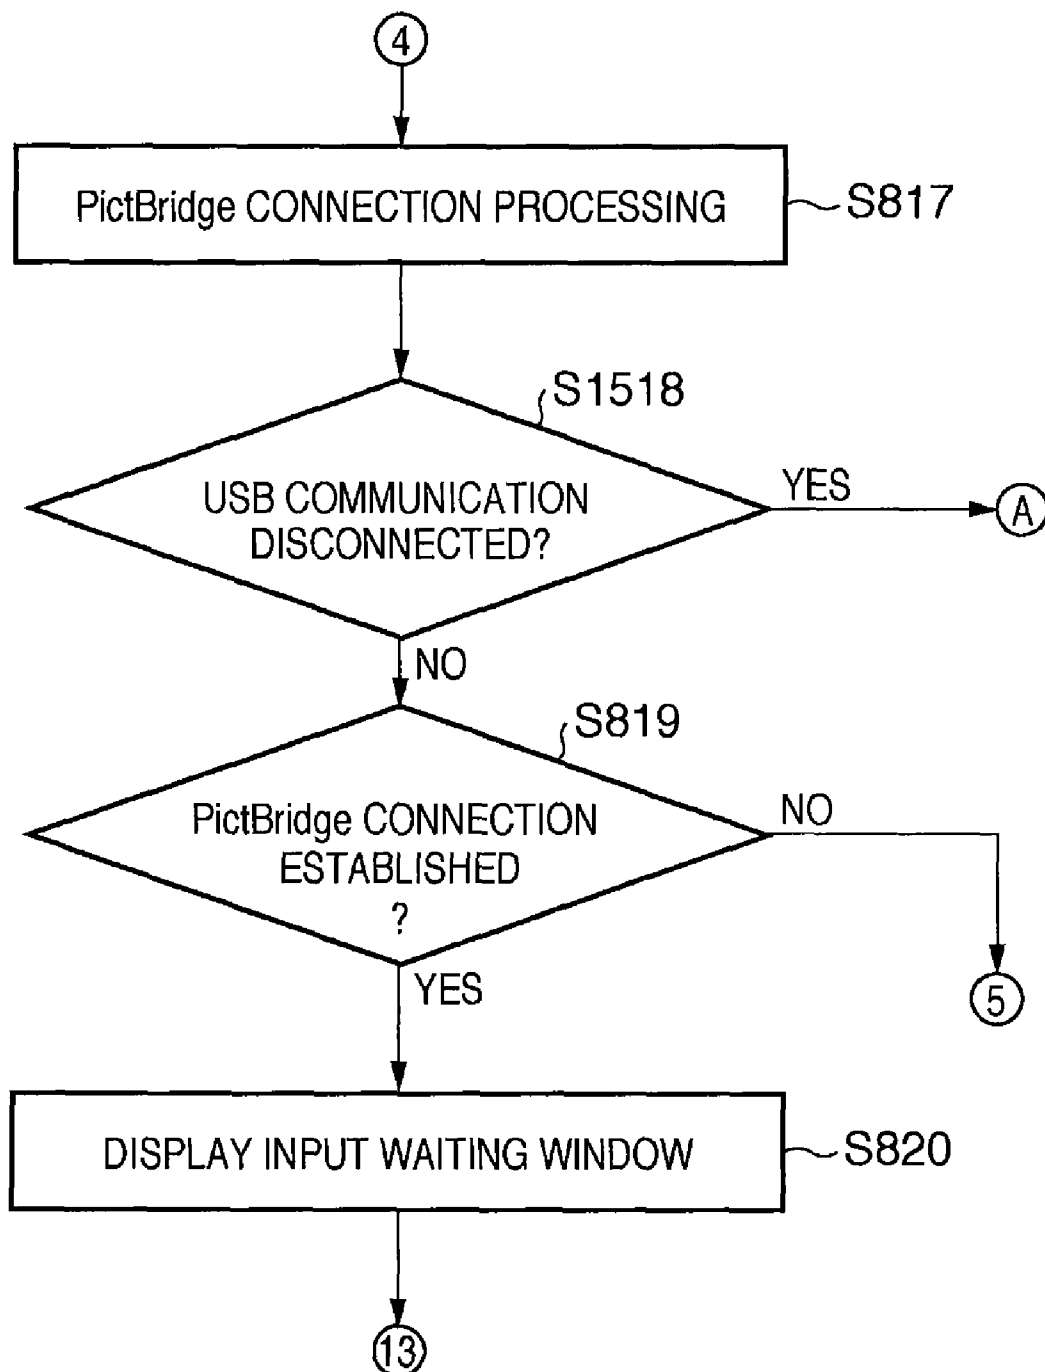 4
PictBridge CONNECTION PROCESSING
S817
S1518
USB COMMUNICATION
DISCONNECTED?
YES
A
NO
S819
PictBridge CONNECTION
ESTABLISHED
?
NO
YES
5
DISPLAY INPUT WAITING WINDOW
S820
13